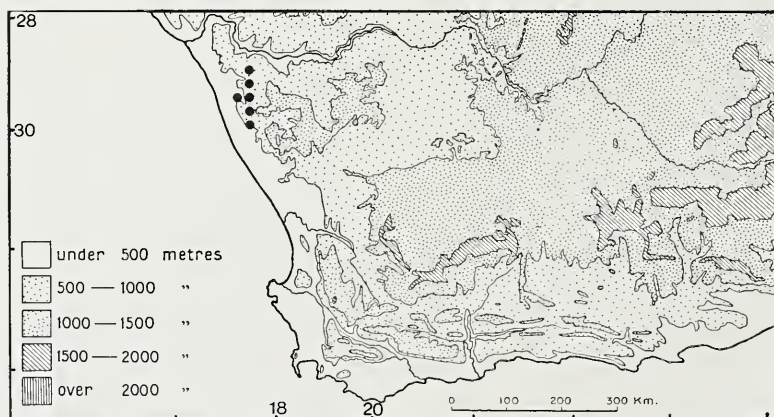 28
30
under 500 metres
500 — 1000 "
1000 — 1500 "
1500 — 2000 "
over 2000 "
18
20
0 100 200 300 Km.